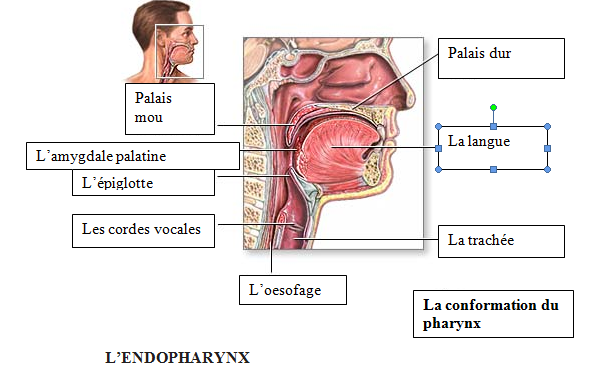 Palais dur
Palais
mou
La langue
L'amygdale palatine
L'épiglotte
Les cordes vocales
La trachée
L'oesofage
La conformation du
pharynx
L'ENDOPHARYNX